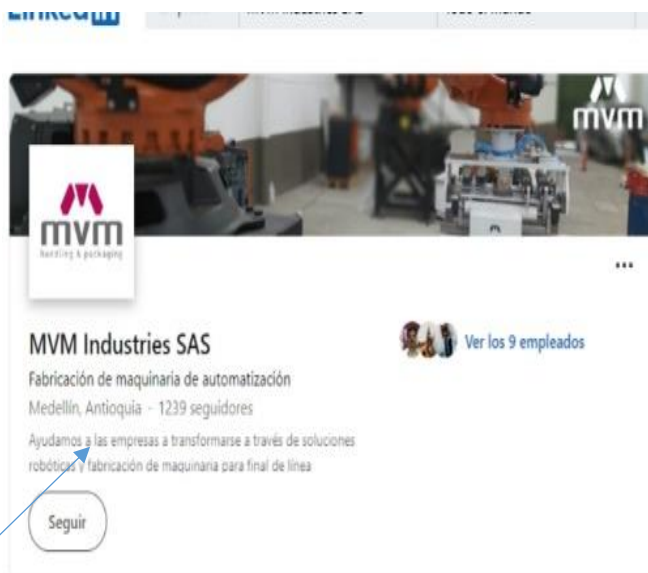 LinkedIn
mvm
mvm
handling & packaging
MVM Industries SAS
Ver los 9 empleados
Fabricación de maquinaria de automatización
Medellín, Antioquia - 1239 seguidores
Ayudamos a las empresas a transformarse a través de soluciones
robóticas y fabricación de maquinaria para final de línea
Seguir